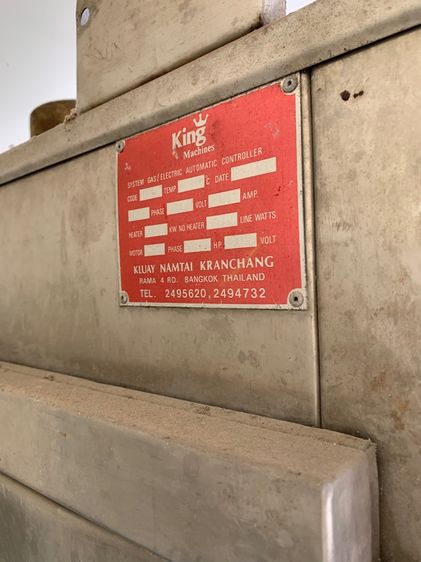 King
Machines
SYSTEM GAS/ELECTRIC AUTOMATIC CONTROLLER
CODE TEMP °C DATE
PHASE VOLT AMP.
HEATER KW. NO. HEATER LINE WATTS.
MOTOR PHASE HP. VOLT
KLUAY NAMTAI KRANCHANG
RAMA 4 RD. BANGKOK THAILAND
TEL. 2495620, 2494732